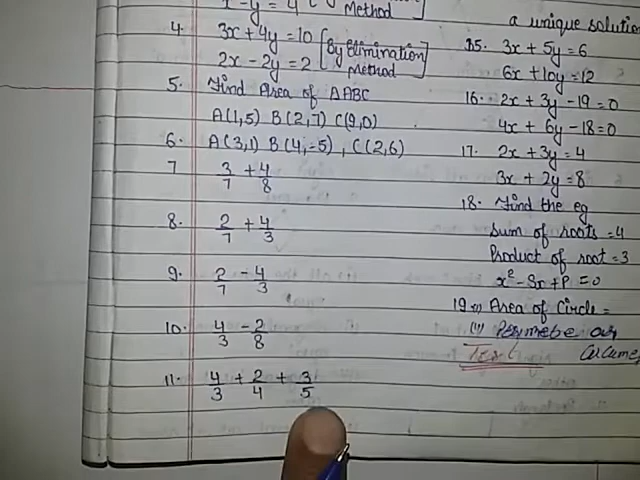 x - y = 4
Method
4. 3x + 4y = 10 [By Elimination
2x - 2y = 2 Method]
5. Find Area of ΔABC
A(1,5) B(2,7) C(9,0)
6. A(3,1) B(4,-5), C(2,6)
7 3/7 + 4/8
8. 2/7 + 4/3
9. 2/7 - 4/3
10. 4/3 - 2/8
11. 4/3 + 2/4 + 3/5
a unique solution
15. 3x + 5y = 6
6x + 10y = 12
16. 2x + 3y - 19 = 0
4x + 6y - 18 = 0
17. 2x + 3y = 4
3x + 2y = 8
18. Find the eq
Sum of roots = 4
Product of root = 3
x² - Sx + P = 0
19 (i) Area of Circle =
(ii)
Test